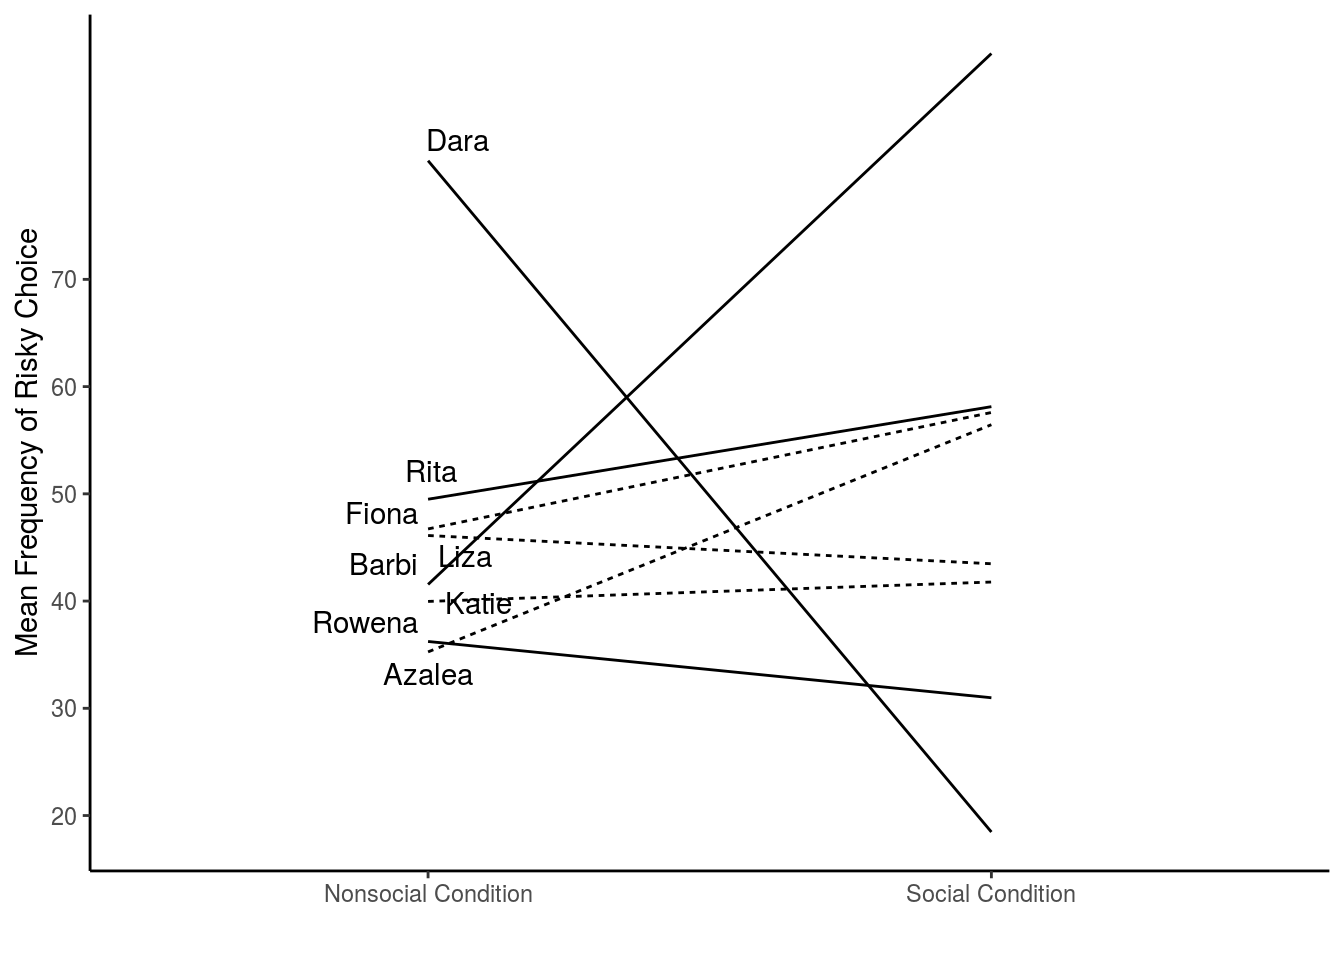 Mean Frequency of Risky Choice
70
60
50
40
30
20
Dara
Rita
Fiona
Liza
Barbi
Katie
Rowena
Azalea
Nonsocial Condition
Social Condition